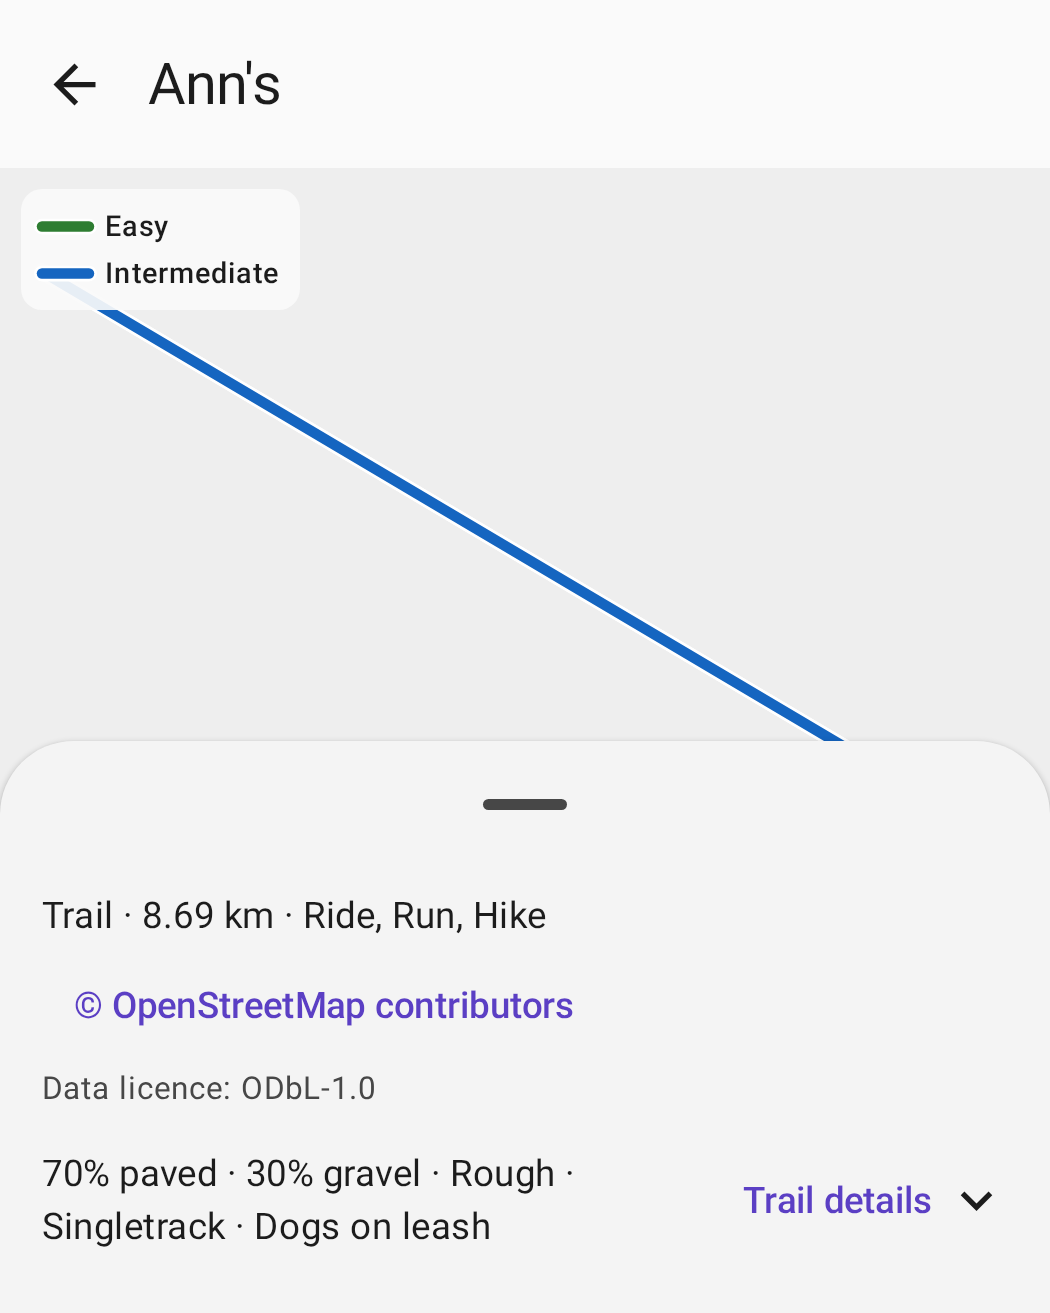 Ann's
Easy
Intermediate
Trail · 8.69 km · Ride, Run, Hike
© OpenStreetMap contributors
Data licence: ODbL-1.0
70% paved · 30% gravel · Rough ·
Singletrack · Dogs on leash
Trail details